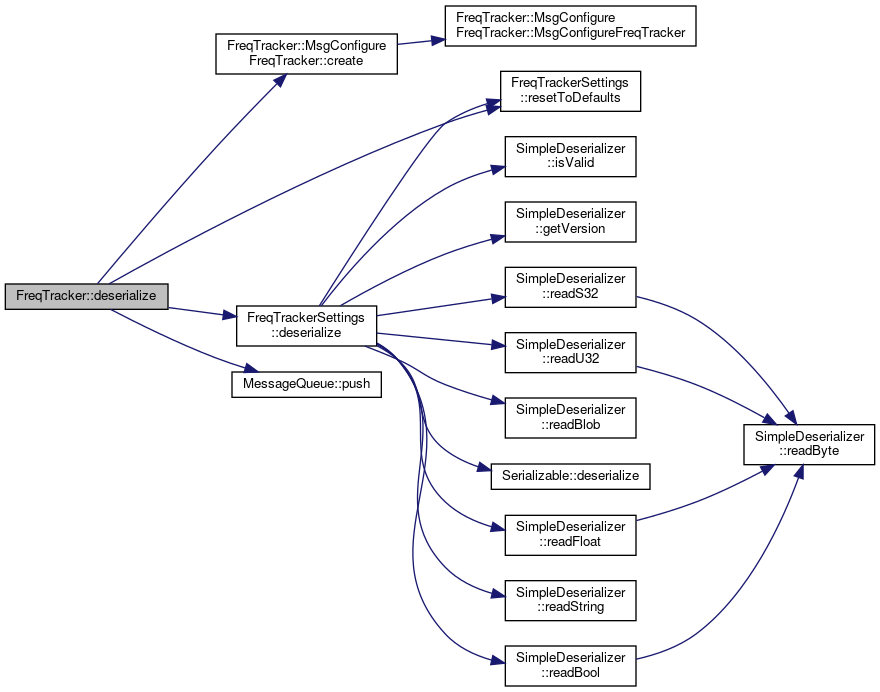 FreqTracker::MsgConfigure
FreqTracker::MsgConfigureFreqTracker
FreqTracker::MsgConfigure
FreqTracker::create
FreqTrackerSettings
::resetToDefaults
SimpleDeserializer
::isValid
SimpleDeserializer
::getVersion
SimpleDeserializer
::readS32
FreqTracker::deserialize
FreqTrackerSettings
::deserialize
SimpleDeserializer
::readU32
MessageQueue::push
SimpleDeserializer
::readBlob
SimpleDeserializer
::readByte
Serializable::deserialize
SimpleDeserializer
::readFloat
SimpleDeserializer
::readString
SimpleDeserializer
::readBool